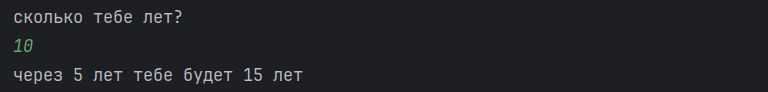 сколько тебе лет?
10
через 5 лет тебе будет 15 лет